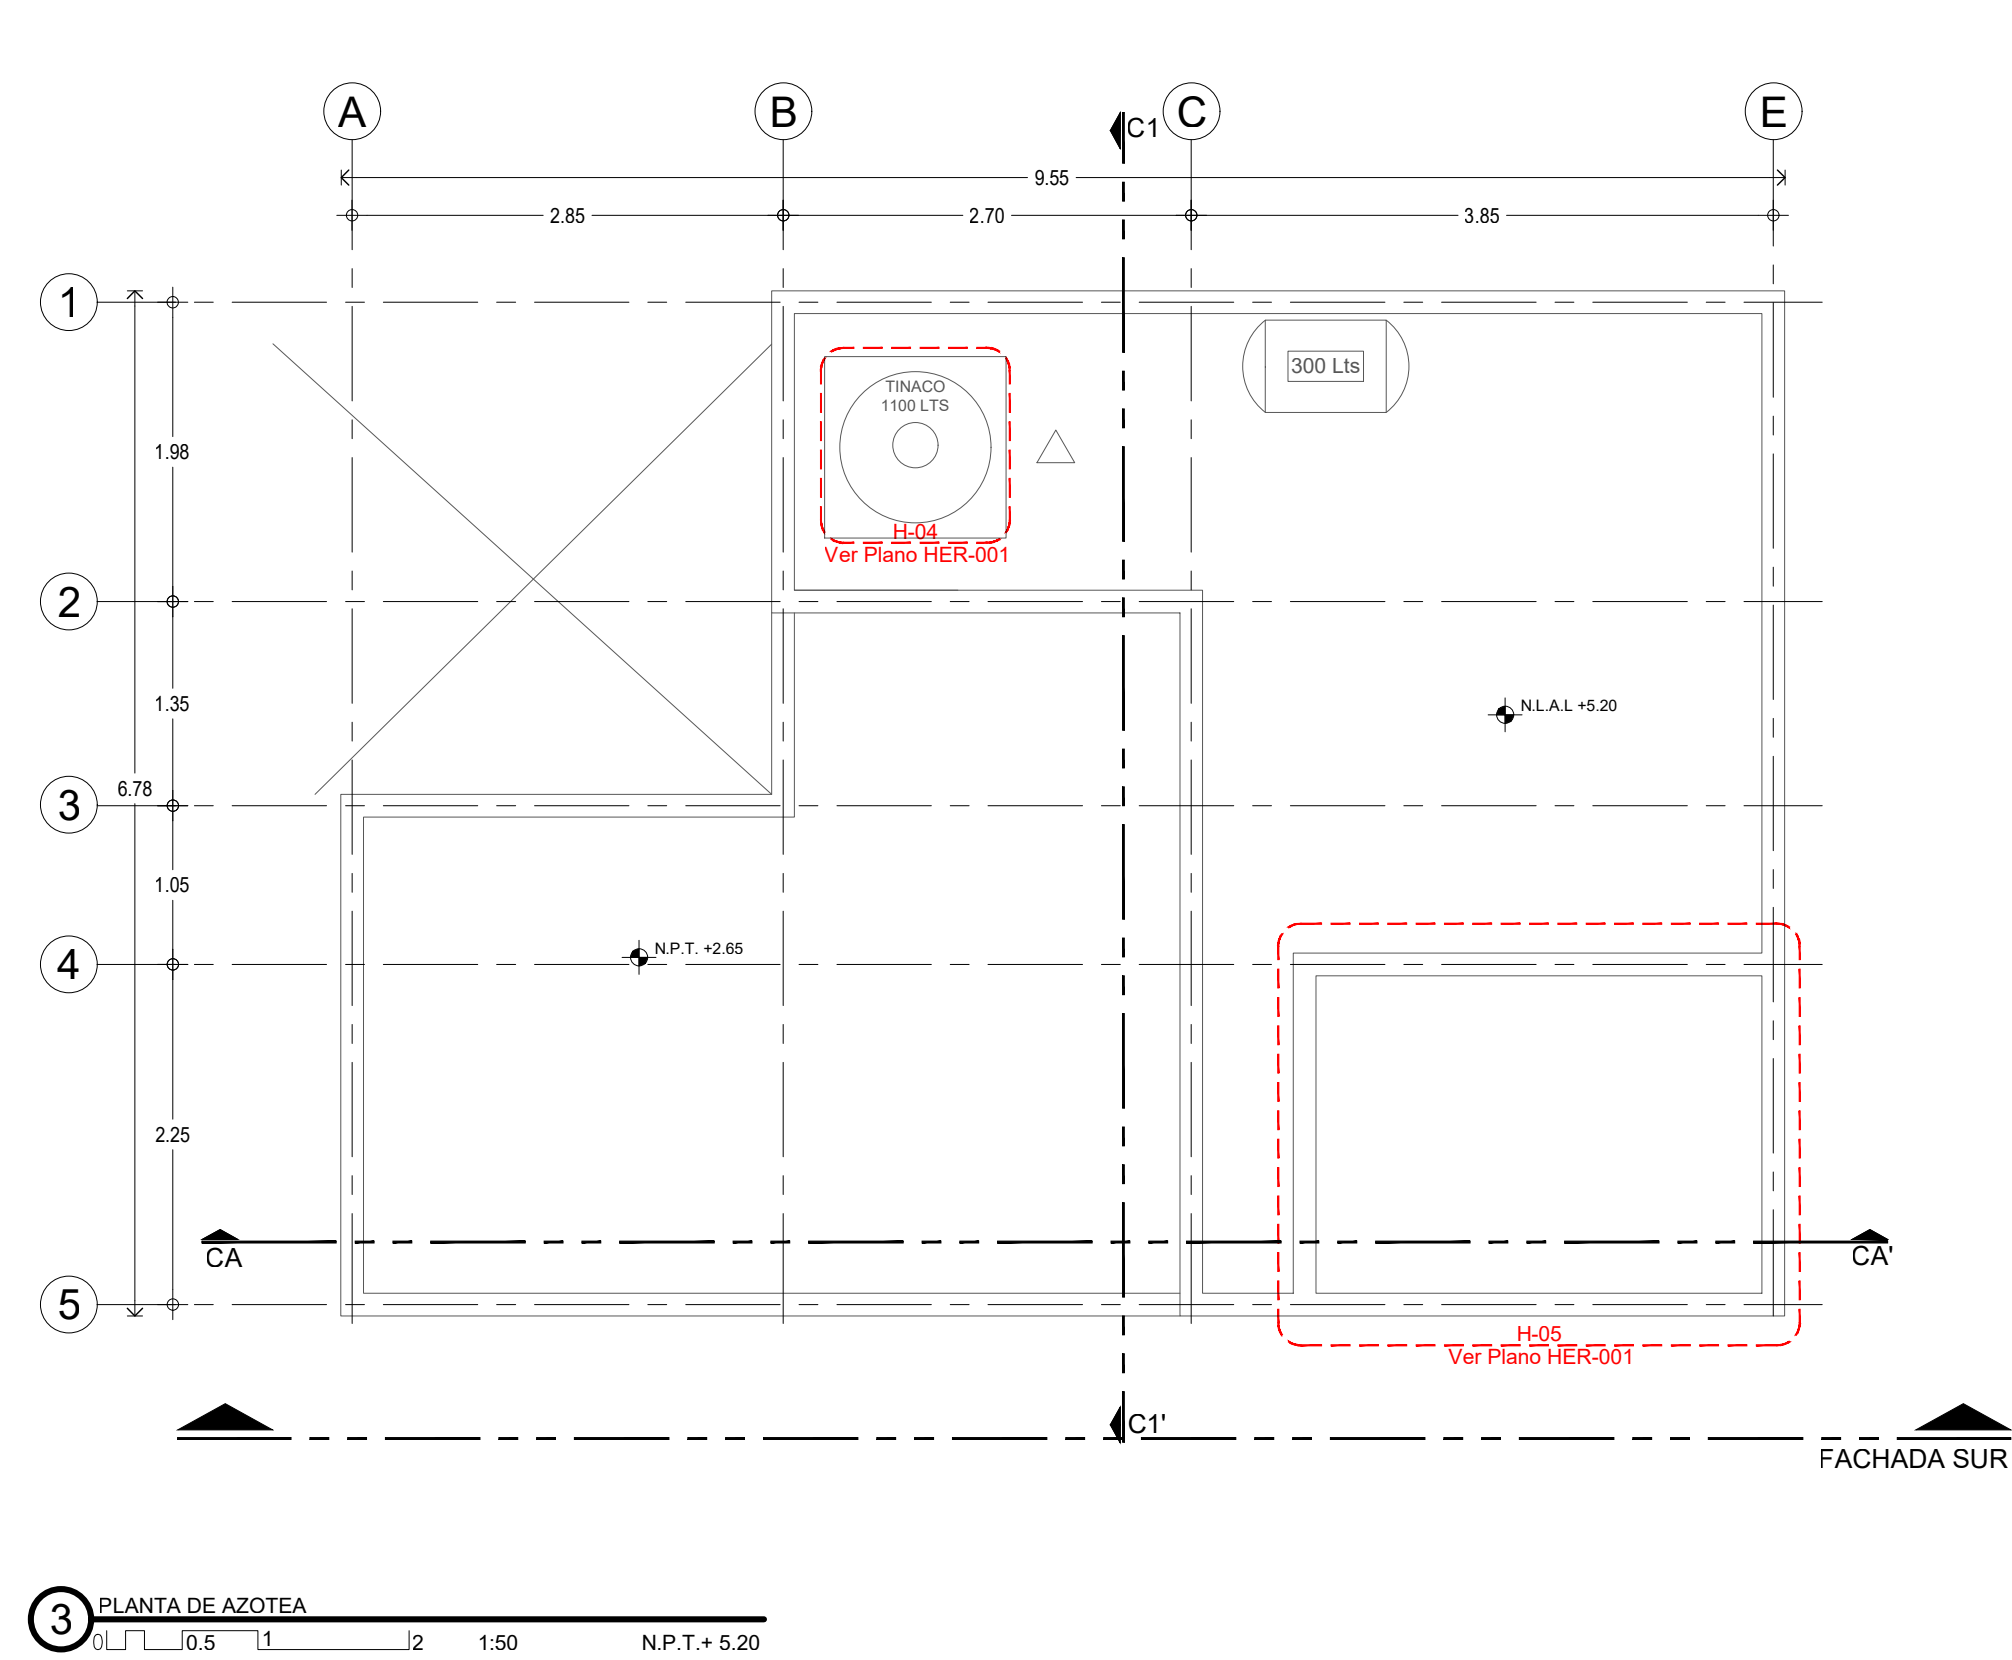 A
B
C1
C
E
9.55
2.85
2.70
3.85
1
300 Lts
TINACO
1100 LTS
1.98
H-04
Ver Plano HER-001
2
1.35
N.L.A.L +5.20
6.78
3
1.05
N.P.T. +2.65
4
2.25
CA
CA'
5
H-05
Ver Plano HER-001
C1'
FACHADA SUR
3
PLANTA DE AZOTEA
0 0.5 1 2 1:50 N.P.T.+ 5.20